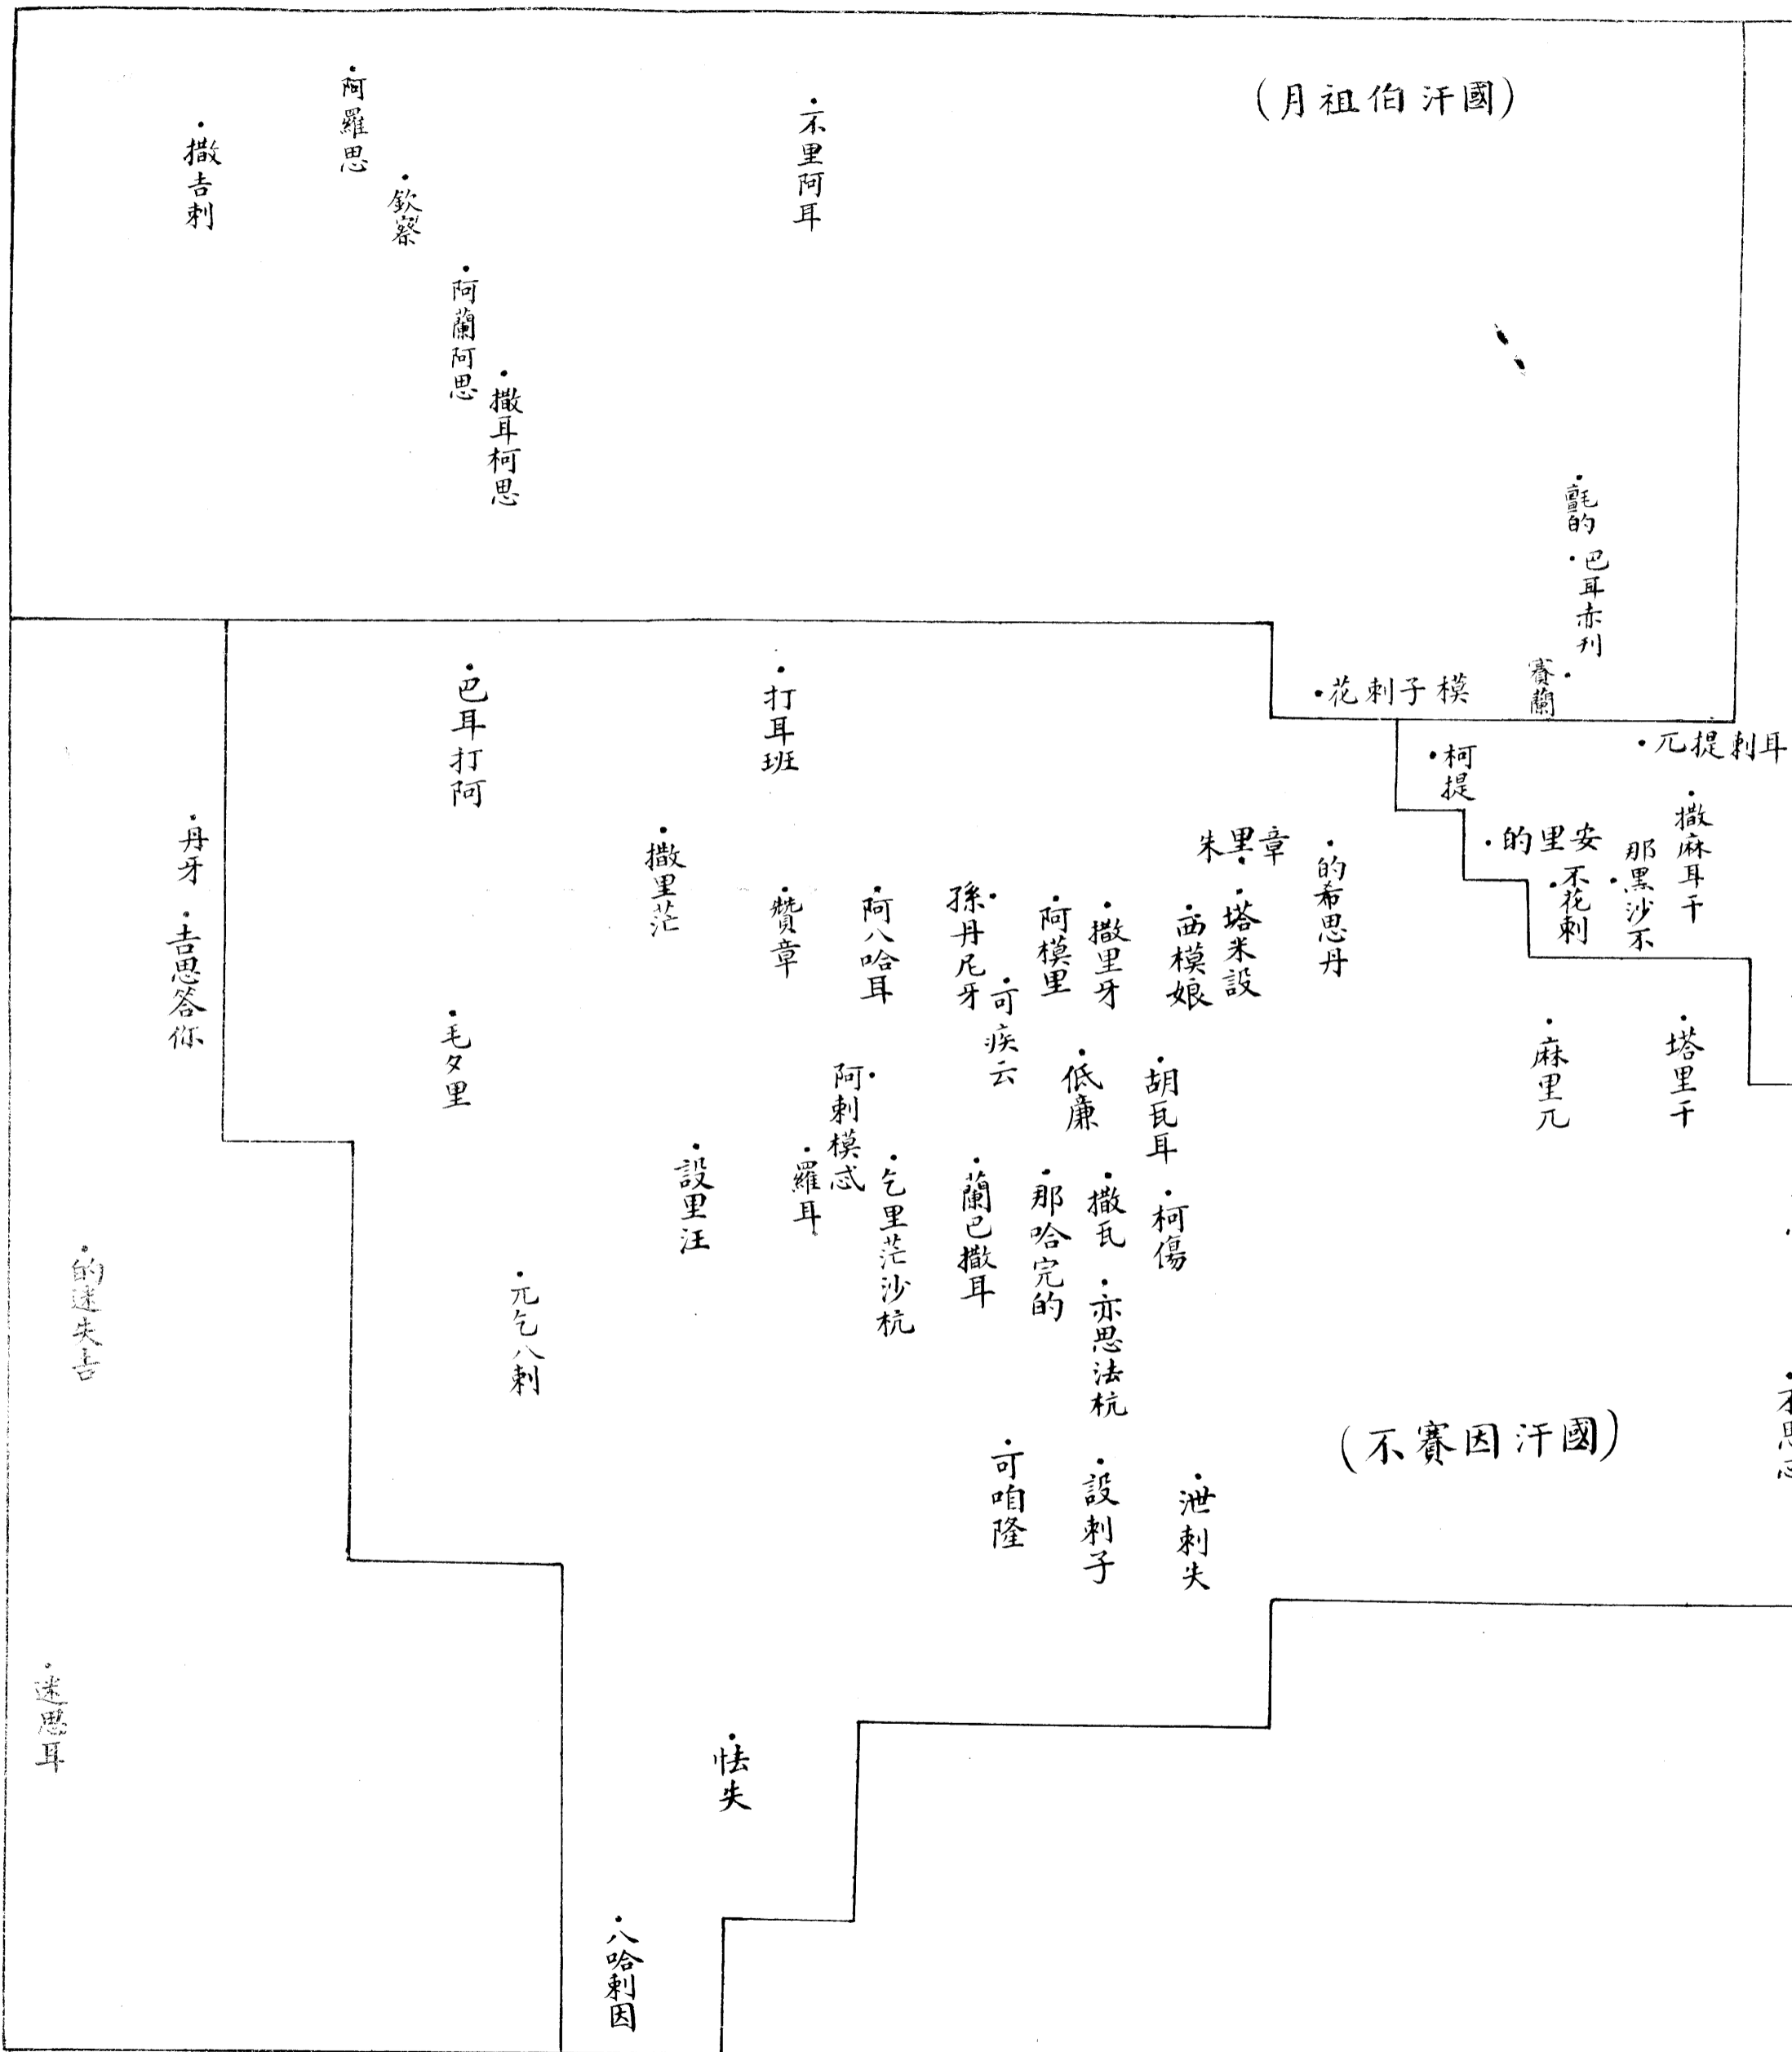 (月祖伯汗國)
撒吉剌
阿羅思
欽察
阿蘭阿思
撒耳柯思
不里阿耳
氈的
巴耳赤刋
賽蘭
花剌子模
兀提剌耳
柯提
的里安
不花剌
那黑沙不
撒麻耳干
巴耳打阿
打耳班
丹牙
吉思答你
撒里茫
贊章
阿八哈耳
孫丹尼牙
可疾云
阿模里
撒里牙
朱里章
西模娘
塔米設
的希思丹
麻里兀
塔里干
毛夕里
設里汪
阿剌模忒
羅耳
乞里茫沙杭
蘭巴撒耳
那哈完的
低廉
胡瓦耳
撒瓦
柯傷
亦思法杭
的迷失吉
元乞八剌
可咱隆
設剌子
泄剌失
(不賽因汗國)
迷思耳
怯失
八哈剌因